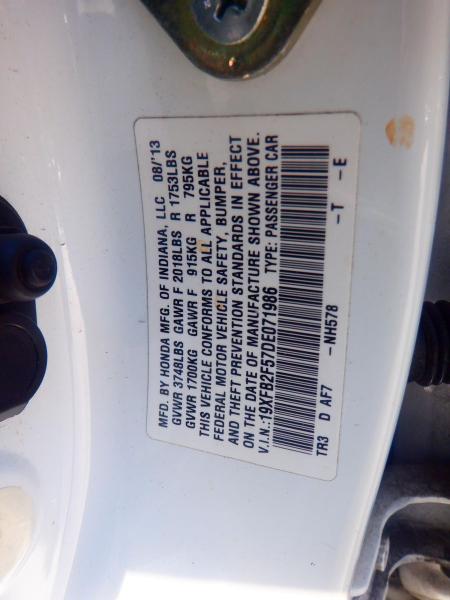 MFD. BY HONDA MFG. OF INDIANA, LLC 08/'13
GVWR 3748LBS GAWR F 2018LBS R 1753LBS
GVWR 1700KG GAWR F 915KG R 795KG
THIS VEHICLE CONFORMS TO ALL APPLICABLE
FEDERAL MOTOR VEHICLE SAFETY, BUMPER,
AND THEFT PREVENTION STANDARDS IN EFFECT
ON THE DATE OF MANUFACTURE SHOWN ABOVE.
V.I.N.:19XFB2F57DE071986 TYPE: PASSENGER CAR
TR3 D AF7 -NH578 -T -E